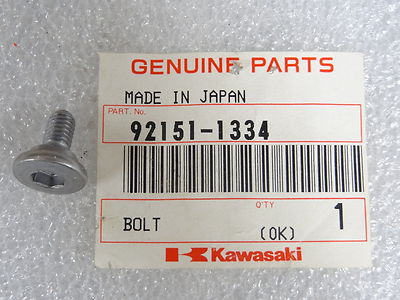 GENUINE PARTS
MADE IN JAPAN
PART. No.
92151-1334
Q'TY
BOLT (OK) 1
Kawasaki